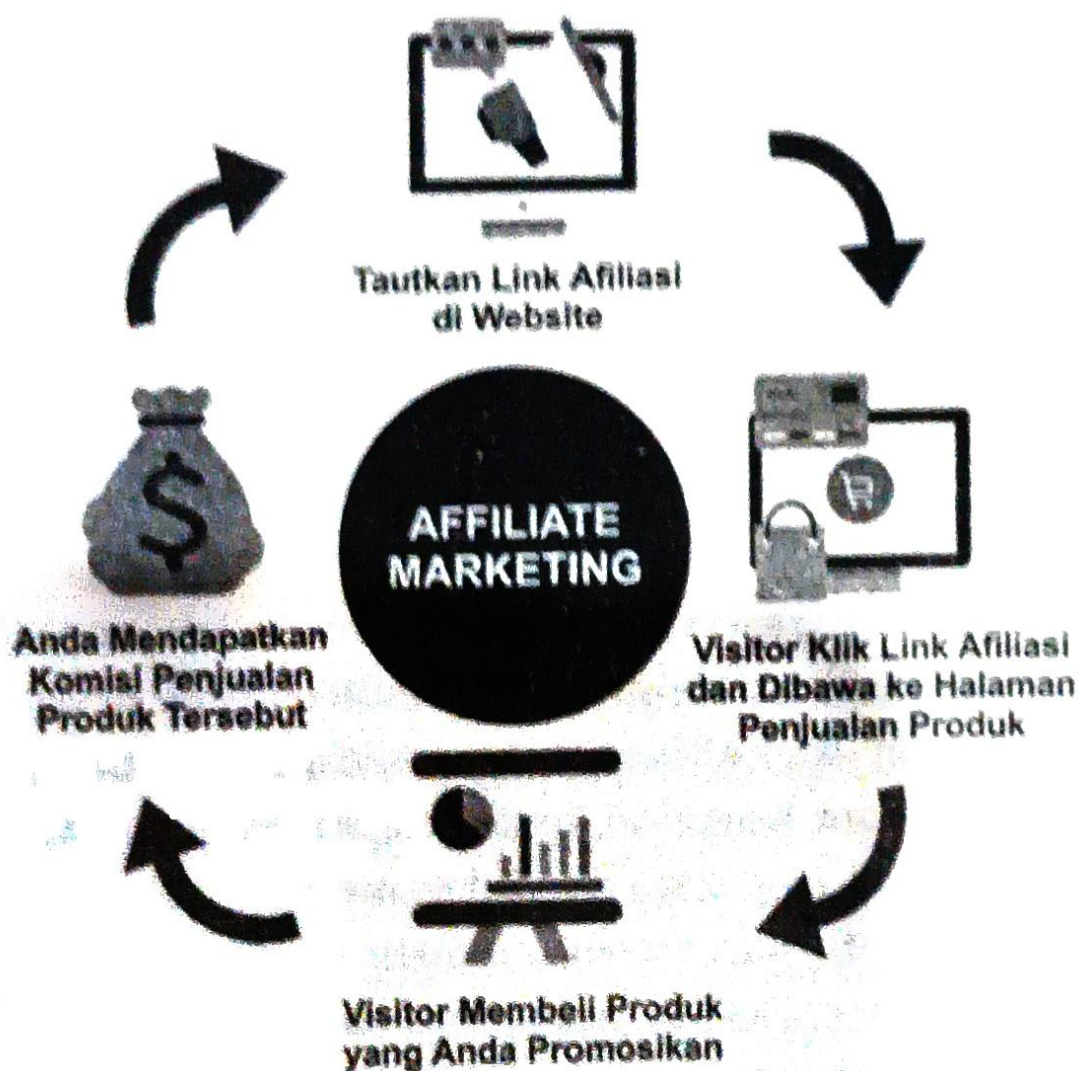 Tautkan Link Afiliasi
di Website
AFFILIATE
MARKETING
Visitor Klik Link Afiliasi
dan Dibawa ke Halaman
Penjualan Produk
Visitor Membeli Produk
yang Anda Promosikan
Anda Mendapatkan
Komisi Penjualan
Produk Tersebut